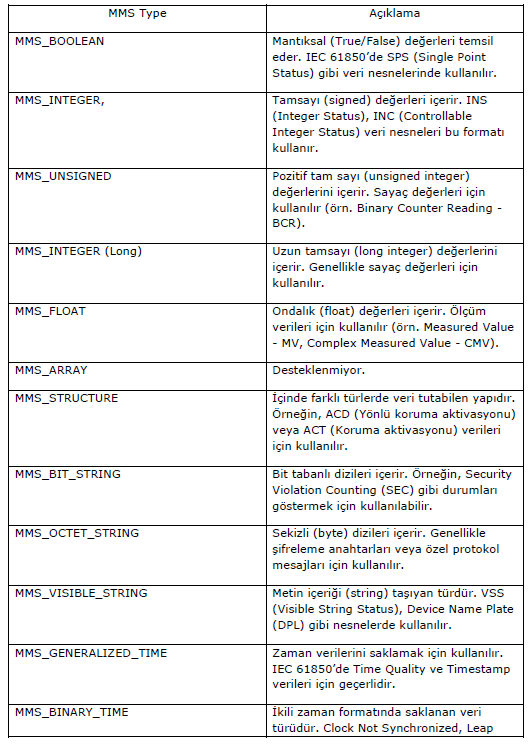 MMS Type
Açıklama
MMS_BOOLEAN
Mantıksal (True/False) değerleri temsil
eder. IEC 61850’de SPS (Single Point
Status) gibi veri nesnelerinde kullanılır.
MMS_INTEGER,
Tamsayı (signed) değerleri içerir. INS
(Integer Status), INC (Controllable
Integer Status) veri nesneleri bu formatı
kullanır.
MMS_UNSIGNED
Pozitif tam sayı (unsigned integer)
değerlerini içerir. Sayaç değerleri için
kullanılır (örn. Binary Counter Reading -
BCR).
MMS_INTEGER (Long)
Uzun tamsayı (long integer) değerlerini
içerir. Genellikle sayaç değerleri için
kullanılır.
MMS_FLOAT
Ondalık (float) değerleri içerir. Ölçüm
verileri için kullanılır (örn. Measured Value
- MV, Complex Measured Value - CMV).
MMS_ARRAY
Desteklenmiyor.
MMS_STRUCTURE
İçinde farklı türlerde veri tutabilen yapıdır.
Örneğin, ACD (Yönlü koruma aktivasyonu)
veya ACT (Koruma aktivasyonu) verileri
için kullanılır.
MMS_BIT_STRING
Bit tabanlı dizileri içerir. Örneğin, Security
Violation Counting (SEC) gibi durumları
göstermek için kullanılabilir.
MMS_OCTET_STRING
Sekizli (byte) dizileri içerir. Genellikle
şifreleme anahtarları veya özel protokol
mesajları için kullanılır.
MMS_VISIBLE_STRING
Metin içeriği (string) taşıyan türdür. VSS
(Visible String Status), Device Name Plate
(DPL) gibi nesnelerde kullanılır.
MMS_GENERALIZED_TIME
Zaman verilerini saklamak için kullanılır.
IEC 61850’de Time Quality ve Timestamp
verileri için geçerlidir.
MMS_BINARY_TIME
İkili zaman formatında saklanan veri
türüdür. Clock Not Synchronized, Leap